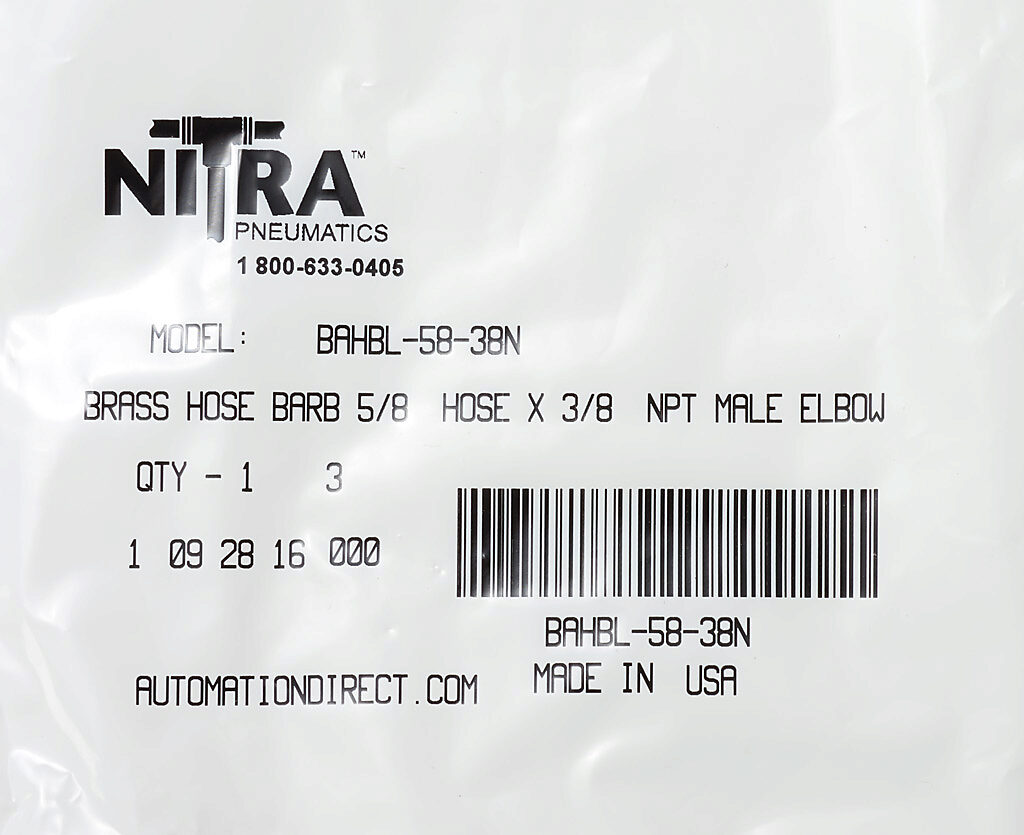 NITRA™
PNEUMATICS
1 800-633-0405
MODEL: BAHBL-58-38N
BRASS HOSE BARB 5/8 HOSE X 3/8 NPT MALE ELBOW
QTY - 1 3
1 09 28 16 000
BAHBL-58-38N
MADE IN USA
AUTOMATIONDIRECT.COM